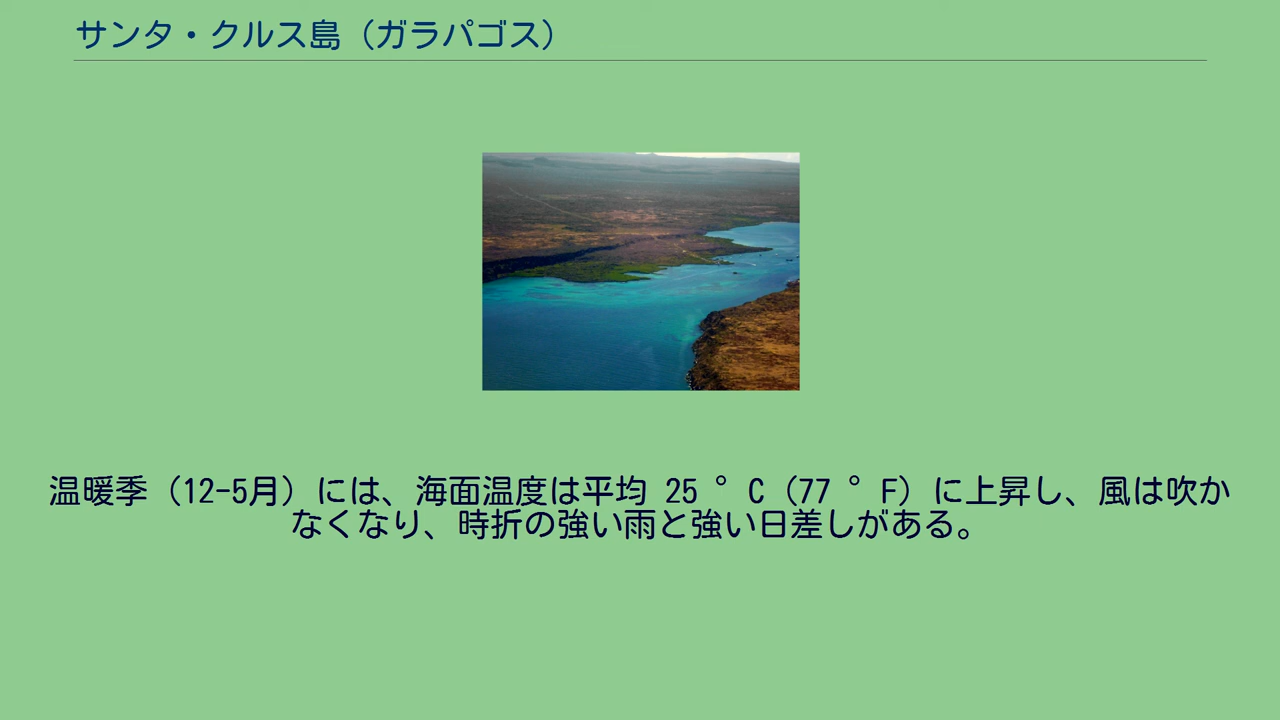 サンタ・クルス島（ガラパゴス）
温暖季（12-5月）には、海面温度は平均 25 ° C（77 ° F）に上昇し、風は吹か
なくなり、時折の強い雨と強い日差しがある。